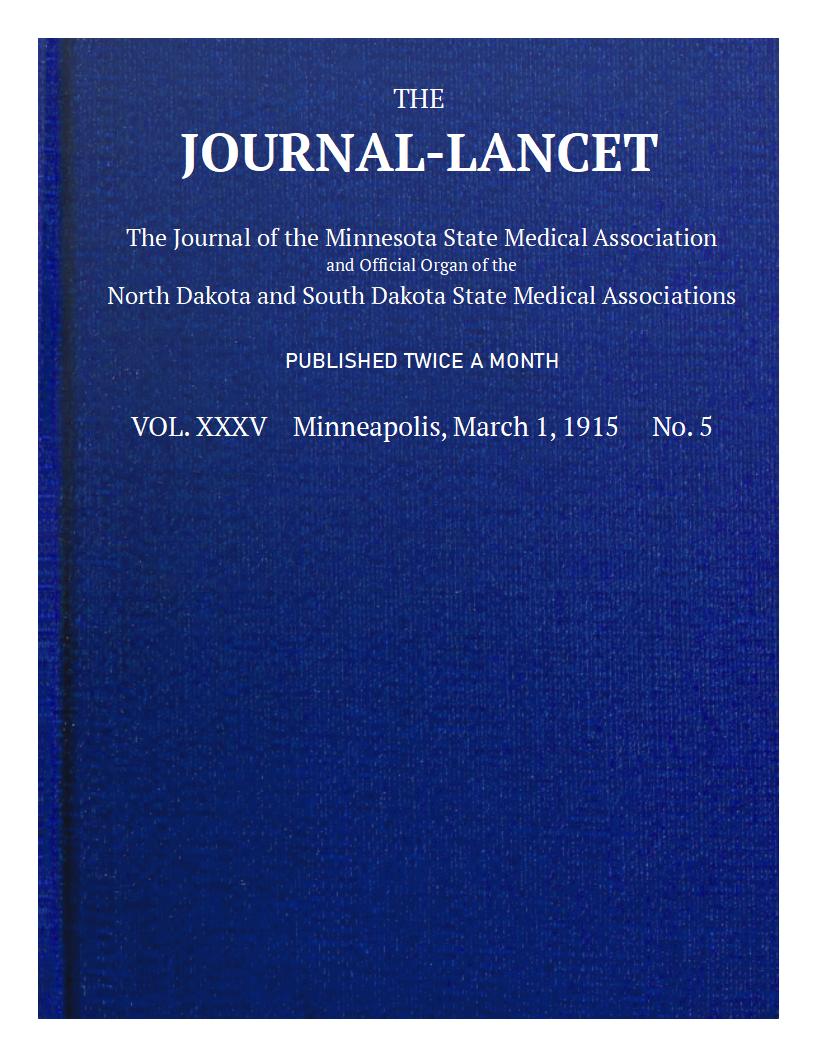 THE
JOURNAL-LANCET
The Journal of the Minnesota State Medical Association
and Official Organ of the
North Dakota and South Dakota State Medical Associations
PUBLISHED TWICE A MONTH
VOL. XXXV Minneapolis, March 1, 1915 No. 5